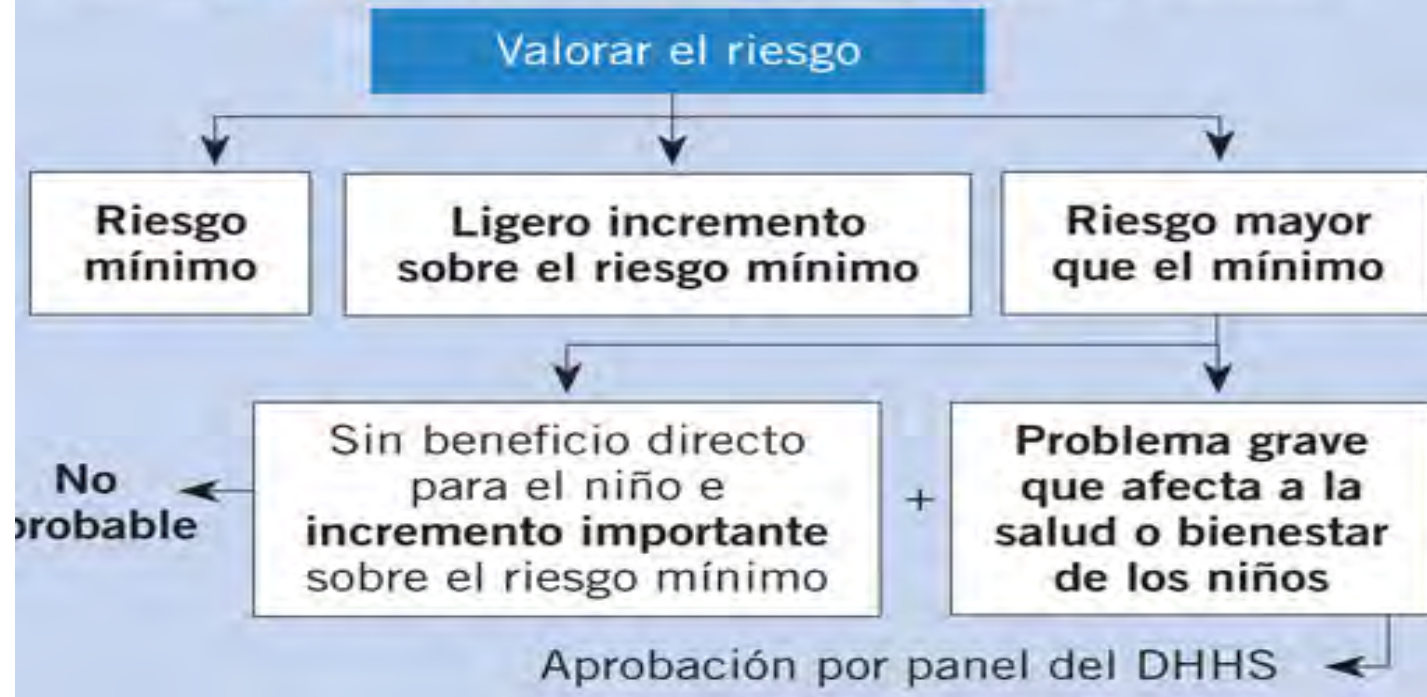 Valorar el riesgo
Riesgo
mínimo
Ligero incremento
sobre el riesgo mínimo
Riesgo mayor
que el mínimo
No
probable
Sin beneficio directo
para el niño e
incremento importante
sobre el riesgo mínimo
+
Problema grave
que afecta a la
salud o bienestar
de los niños
Aprobación por panel del DHHS